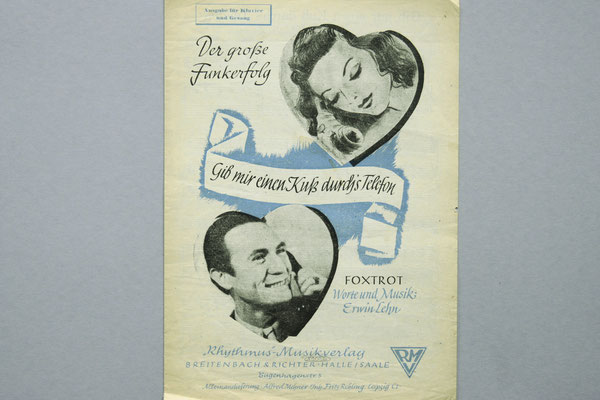 Ausgabe für Klavier
und Gesang
Der große
Funkerfolg
Gib mir einen Kuß durch's Telefon
FOXTROT
Worte und Musik:
Erwin Lehn
Rhythmus-Musikverlag
BREITENBACH & RICHTER · HALLE / SAALE
RMV